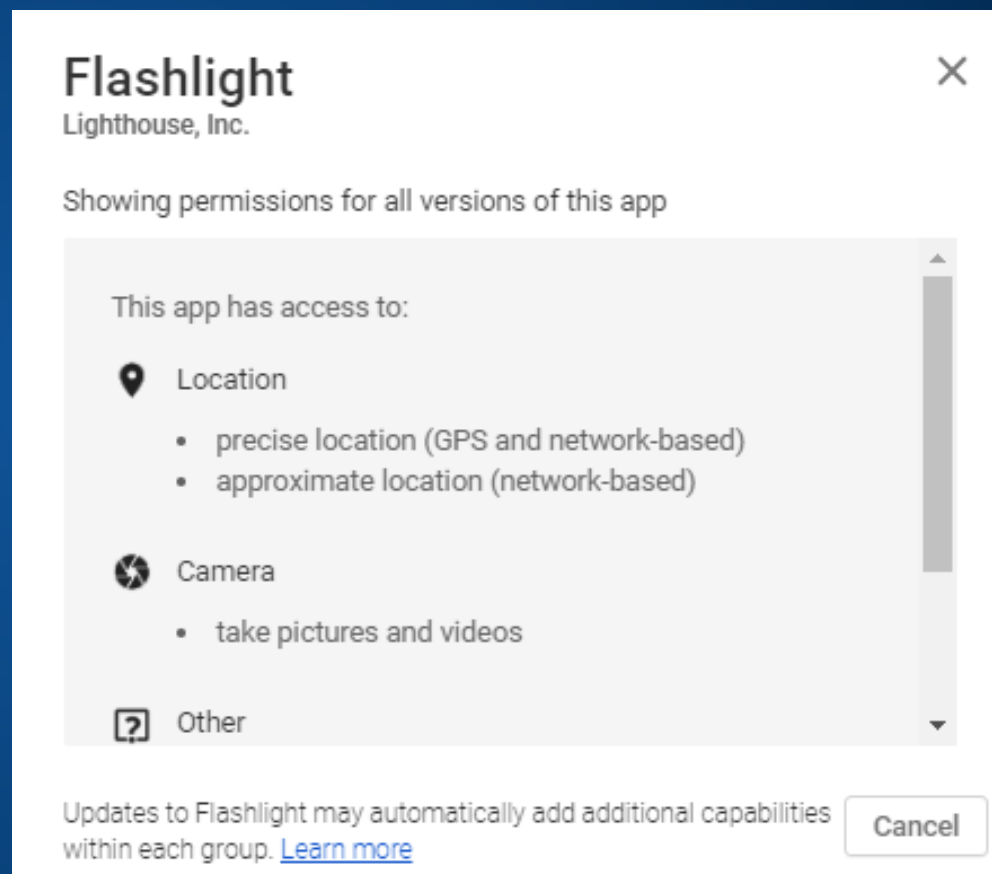 Flashlight
Lighthouse, Inc.
Showing permissions for all versions of this app
This app has access to:
Location
• precise location (GPS and network-based)
• approximate location (network-based)
Camera
• take pictures and videos
Other
Updates to Flashlight may automatically add additional capabilities
within each group. Learn more
Cancel